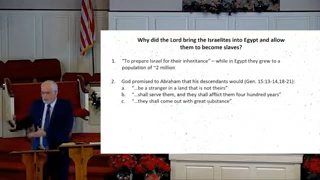 Why did the Lord bring the Israelites into Egypt and allow
them to become slaves?
1. "To prepare Israel for their inheritance" – while in Egypt they grew to a
population of ~2 million
2. God promised to Abraham that his descendants would (Gen. 15:13-14,18-21):
a. "…be a stranger in a land that is not theirs"
b. "…shall serve them, and they shall afflict them four hundred years"
c. "…they shall come out with great substance"